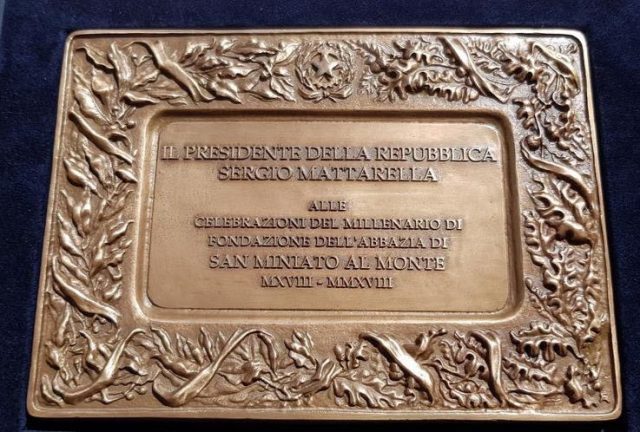 IL PRESIDENTE DELLA REPUBBLICA
SERGIO MATTARELLA
ALLE
CELEBRAZIONI DEL MILLENARIO DI
FONDAZIONE DELL'ABBAZIA DI
SAN MINIATO AL MONTE
MXVIII - MMXVIII